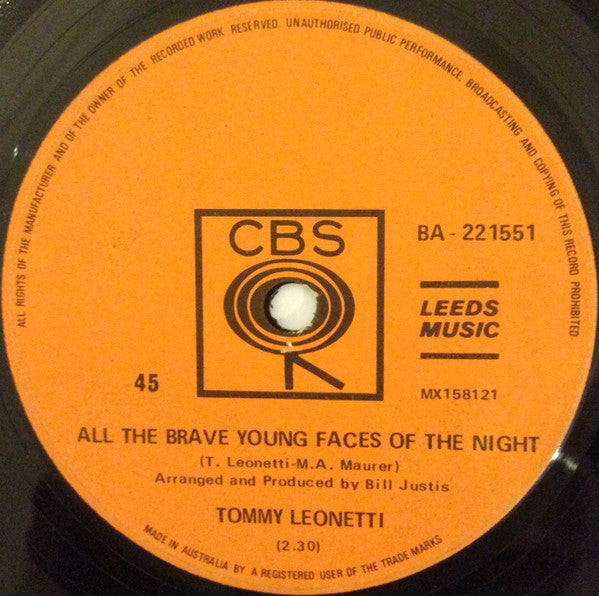 ALL RIGHTS OF THE MANUFACTURER AND OF THE OWNER OF THE RECORDED WORK RESERVED. UNAUTHORISED PUBLIC PERFORMANCE, BROADCASTING AND COPYING OF THIS RECORD PROHIBITED
CBS
BA - 221551
LEEDS
MUSIC
45
MX158121
ALL THE BRAVE YOUNG FACES OF THE NIGHT
(T. Leonetti-M.A. Maurer)
Arranged and Produced by Bill Justis
TOMMY LEONETTI
(2.30)
MADE IN AUSTRALIA BY A REGISTERED USER OF THE TRADE MARKS